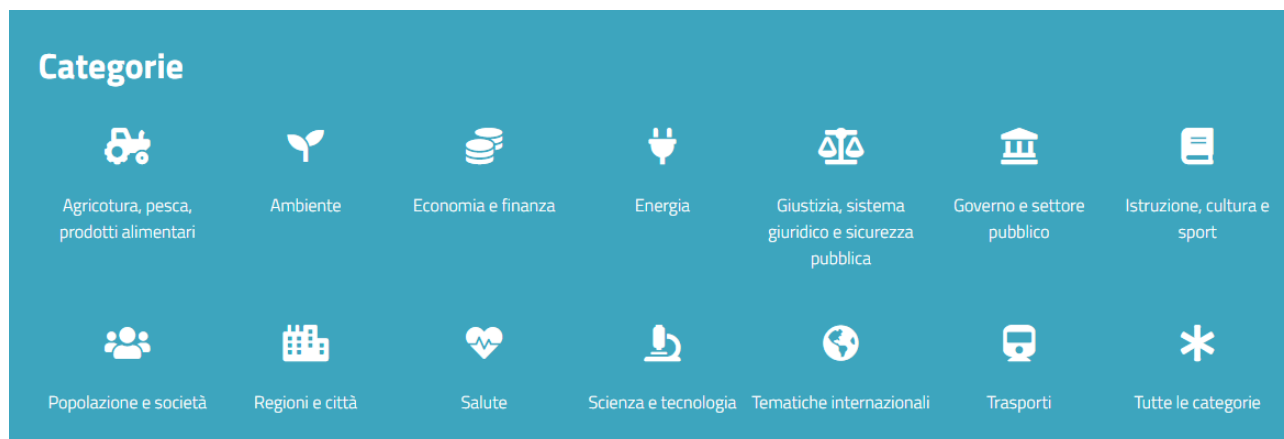 Categorie
Agricotura, pesca,
prodotti alimentari
Ambiente
Economia e finanza
Energia
Giustizia, sistema
giuridico e sicurezza
pubblica
Governo e settore
pubblico
Istruzione, cultura e
sport
Popolazione e società
Regioni e città
Salute
Scienza e tecnologia
Tematiche internazionali
Trasporti
Tutte le categorie